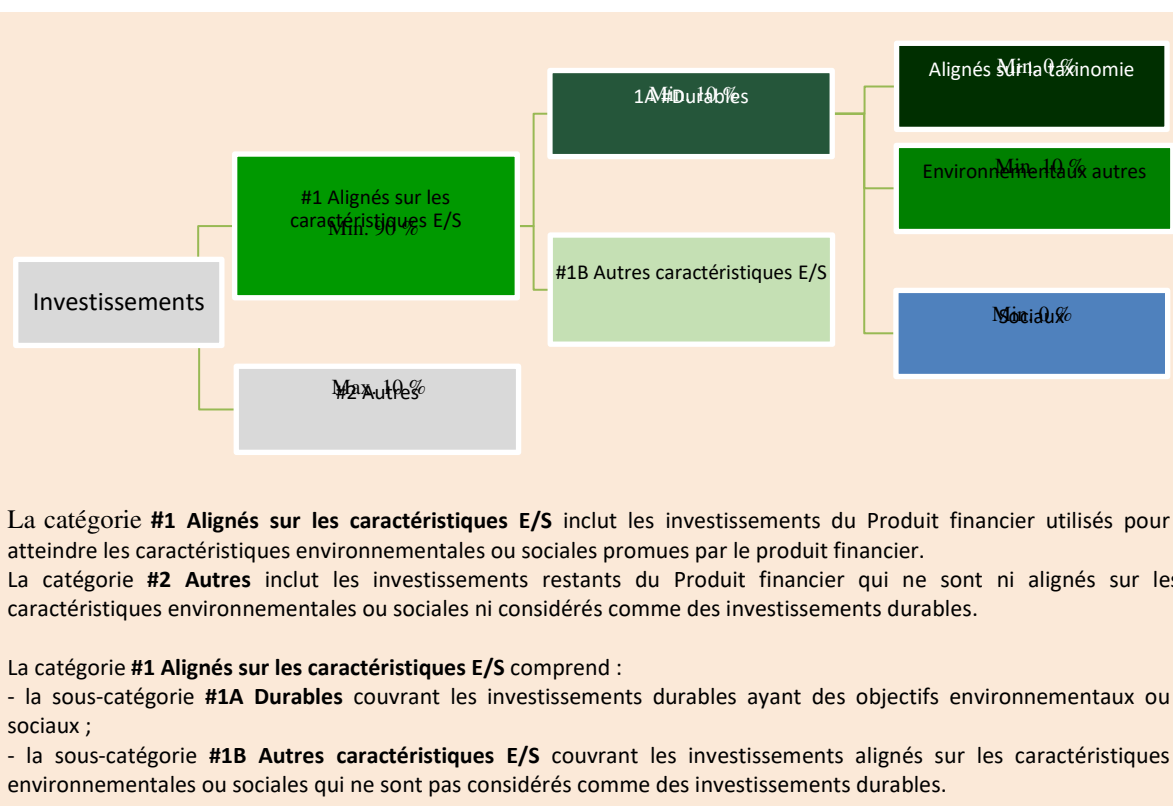 Alignés sur la taxinomie
Min. 0 %
1A #Durables
Min. 10 %
Environnementaux autres
Min. 10 %
#1 Alignés sur les
caractéristiques E/S
Min. 90 %
#1B Autres caractéristiques E/S
Investissements
Sociaux
Min. 0 %
#2 Autres
Max. 10 %
La catégorie #1 Alignés sur les caractéristiques E/S inclut les investissements du Produit financier utilisés pour
atteindre les caractéristiques environnementales ou sociales promues par le produit financier.
La catégorie #2 Autres inclut les investissements restants du Produit financier qui ne sont ni alignés sur les
caractéristiques environnementales ou sociales ni considérés comme des investissements durables.
La catégorie #1 Alignés sur les caractéristiques E/S comprend :
- la sous-catégorie #1A Durables couvrant les investissements durables ayant des objectifs environnementaux ou
sociaux ;
- la sous-catégorie #1B Autres caractéristiques E/S couvrant les investissements alignés sur les caractéristiques
environnementales ou sociales qui ne sont pas considérés comme des investissements durables.